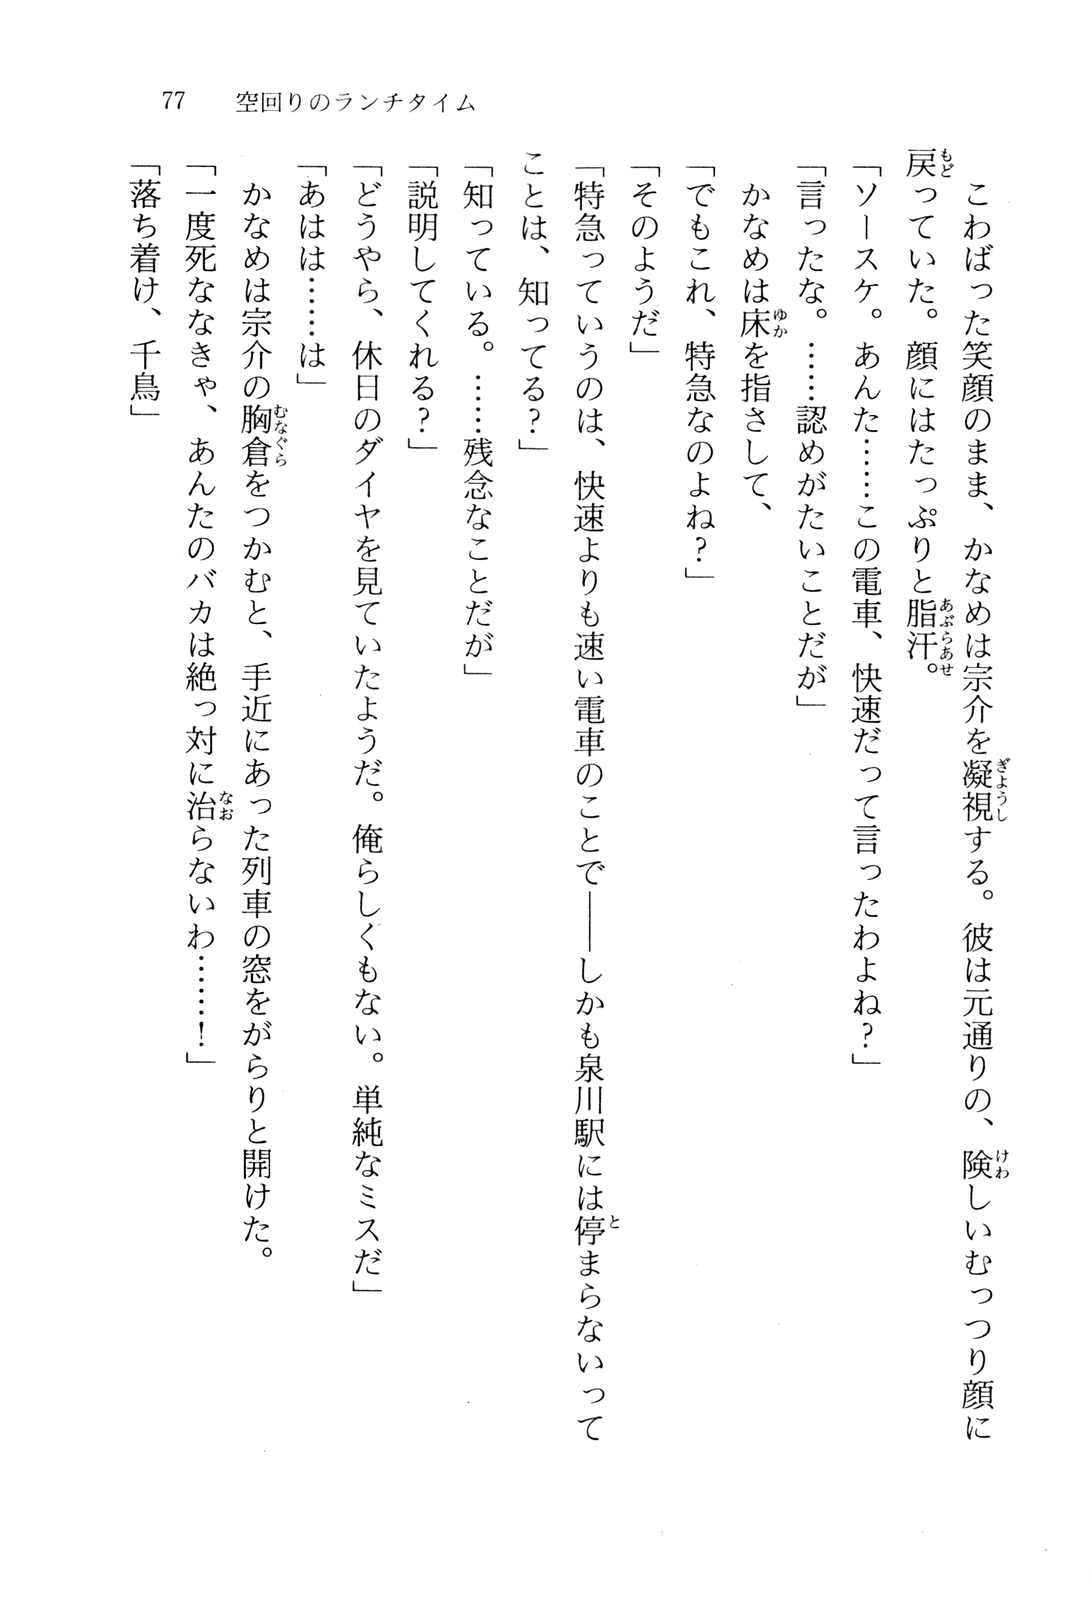 77　空回りのランチタイム
　こわばった笑顔のまま、かなめは宗介を凝視する。彼は元通りの、険しいむっつり顔に
戻っていた。顔にはたっぷりと脂汗。
「ソースケ。あんた……この電車、快速だって言ったわよね？」
「言ったな。……認めがたいことだが」
　かなめは床を指さして、
「でもこれ、特急なのよね？」
「そのようだ」
「特急っていうのは、快速よりも速い電車のことで――しかも泉川駅には停まらないって
ことは、知ってる？」
「知っている。……残念なことだが」
「説明してくれる？」
「どうやら、休日のダイヤを見ていたようだ。俺らしくもない。単純なミスだ」
「あはは……は」
　かなめは宗介の胸倉をつかむと、手近にあった列車の窓をがらりと開けた。
「一度死ななきゃ、あんたのバカは絶っ対に治らないわ……！」
「落ち着け、千鳥」